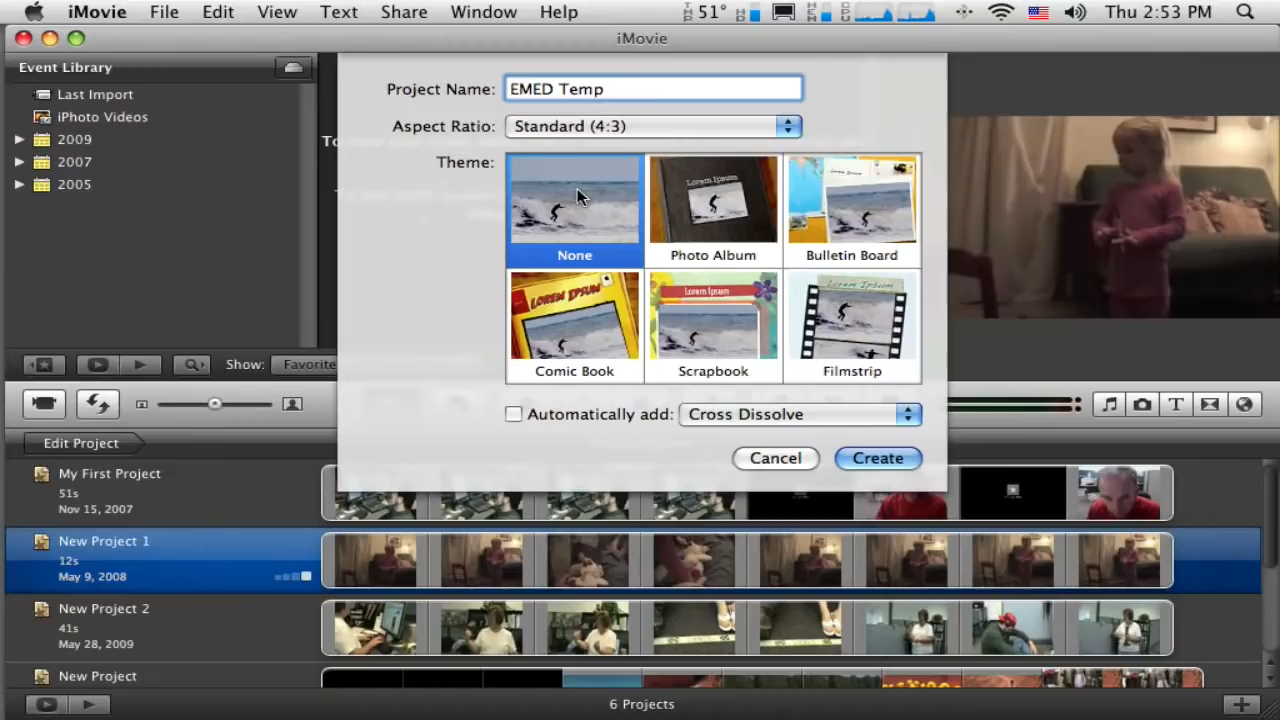 iMovie File Edit View Text Share Window Help 51° Thu 2:53 PM
iMovie
Event Library
Last Import
iPhoto Videos
2009
2007
2005
Project Name: EMED Temp
Aspect Ratio: Standard (4:3)
Theme:
None Photo Album Bulletin Board
Comic Book Scrapbook Filmstrip
Automatically add: Cross Dissolve
Cancel Create
Show: Favorite
Edit Project
My First Project
51s
Nov 15, 2007
New Project 1
12s
May 9, 2008
New Project 2
41s
May 28, 2009
New Project
6 Projects